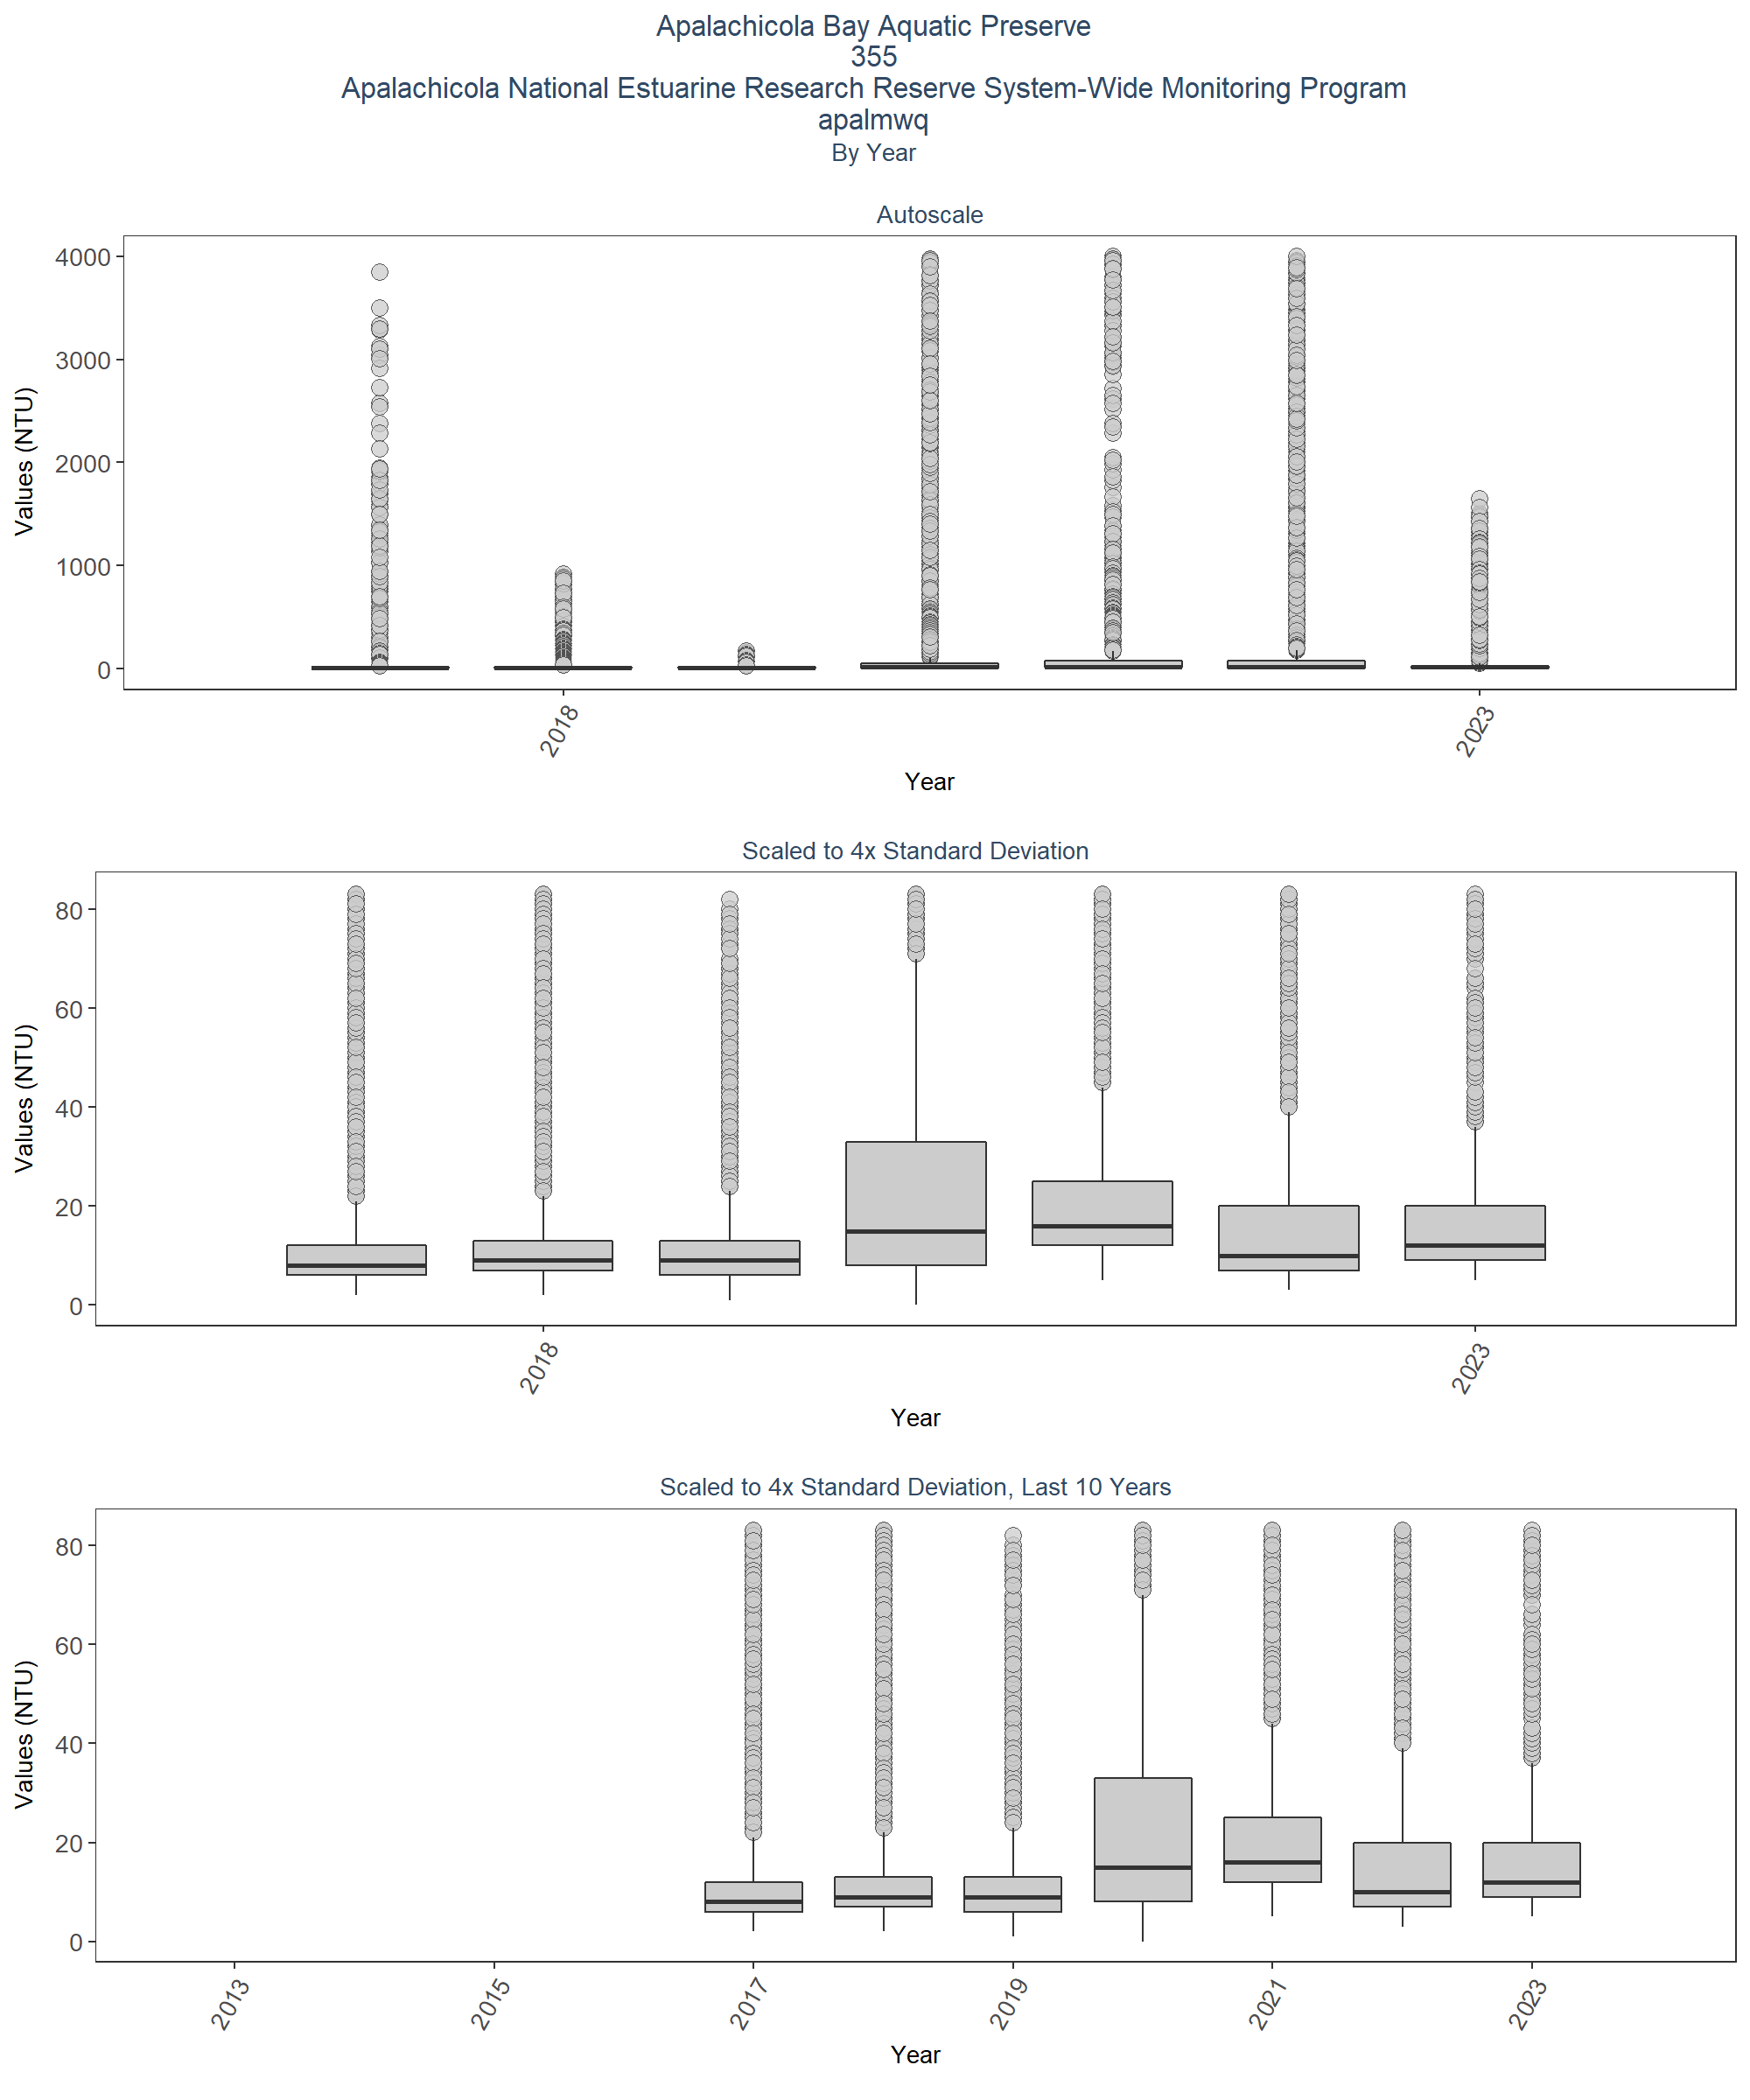 Apalachicola Bay Aquatic Preserve
355
Apalachicola National Estuarine Research Reserve System-Wide Monitoring Program
apalmwq
By Year
Autoscale
Values (NTU)
4000
3000
2000
1000
0
2018
2023
Year
Scaled to 4x Standard Deviation
Values (NTU)
80
60
40
20
0
2018
2023
Year
Scaled to 4x Standard Deviation, Last 10 Years
Values (NTU)
80
60
40
20
0
2013
2015
2017
2019
2021
2023
Year